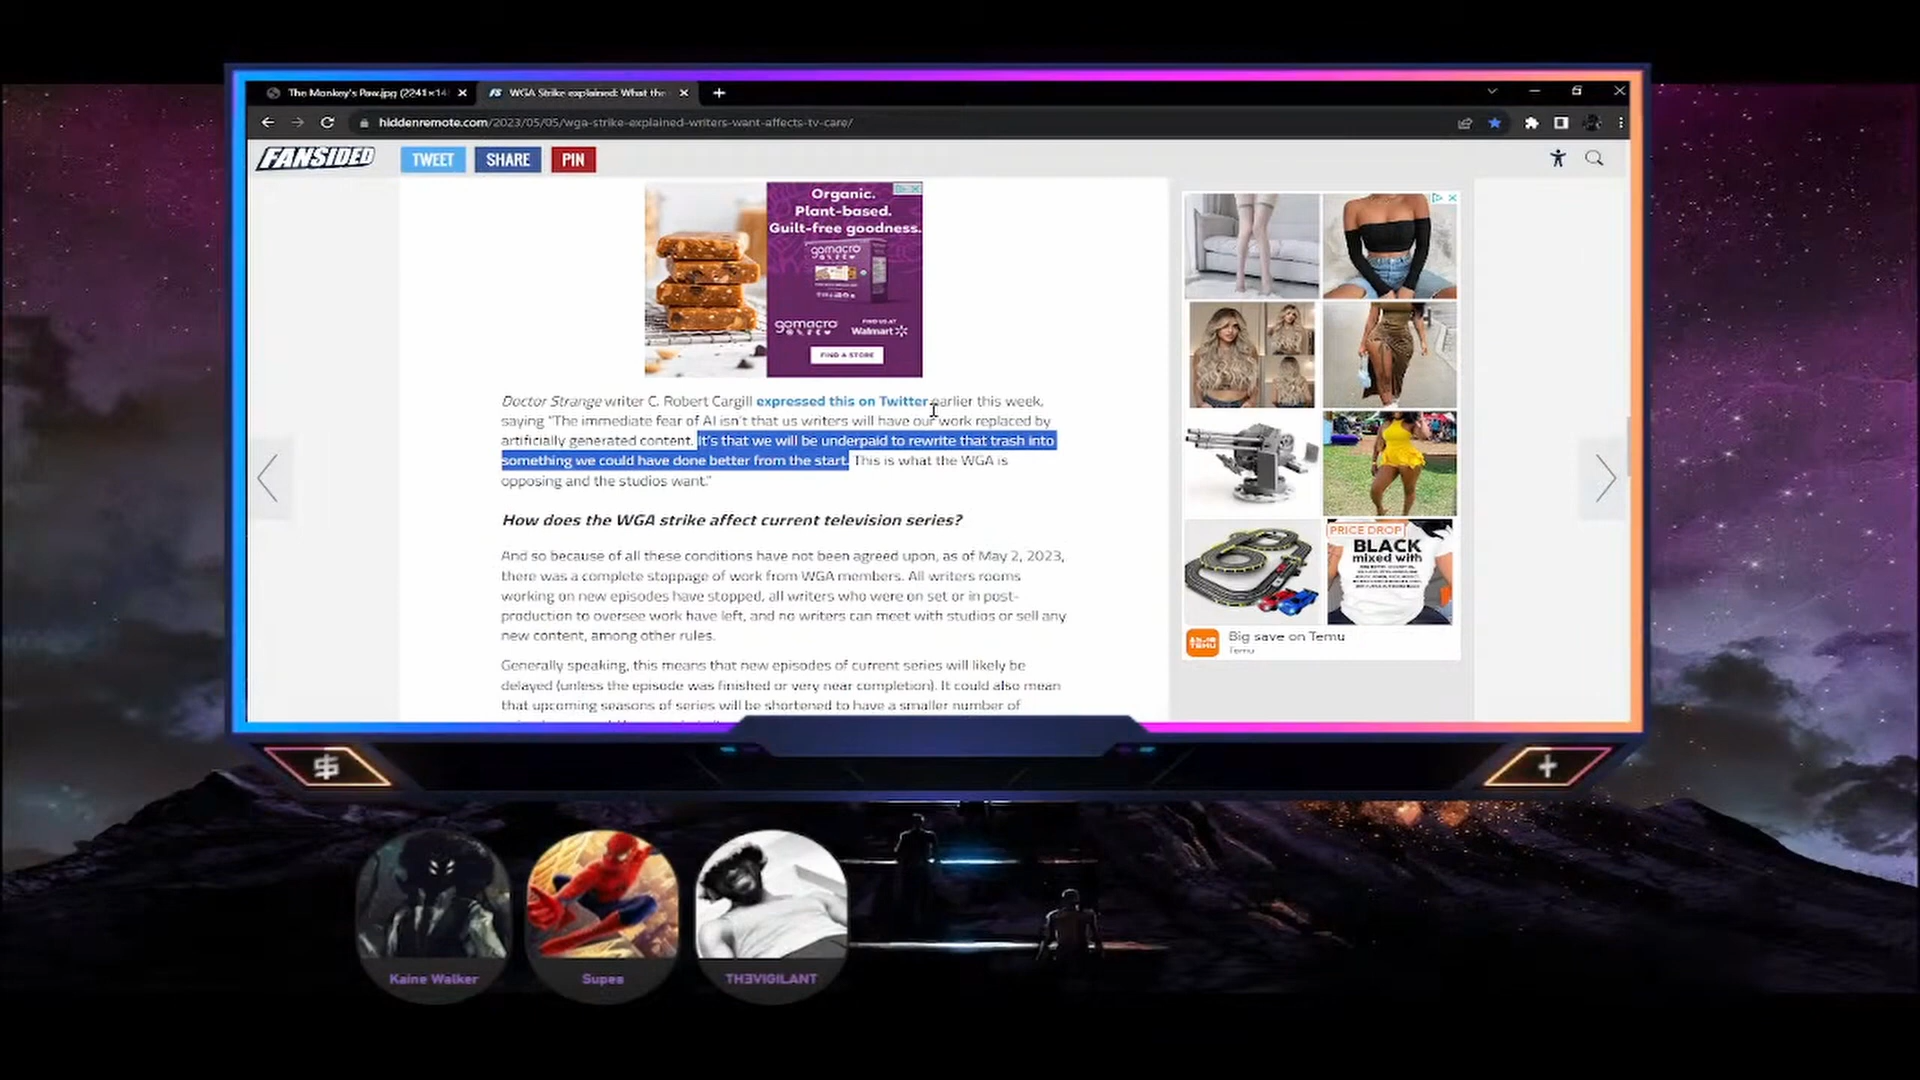 The Monkey's Paw.jpg (2241×14
WGA Strike explained: What the
hiddenremote.com/2023/05/05/wga-strike-explained-writers-want-affects-tv-care/
FANSIDED
TWEET
SHARE
PIN
Organic.
Plant-based.
Guilt-free goodness.
gomacro
gomacro
FIND US AT
Walmart
FIND A STORE
Doctor Strange writer C. Robert Cargill expressed this on Twitter earlier this week,
saying "The immediate fear of AI isn't that us writers will have our work replaced by
artificially generated content. It's that we will be underpaid to rewrite that trash into
something we could have done better from the start. This is what the WGA is
opposing and the studios want."
How does the WGA strike affect current television series?
And so because of all these conditions have not been agreed upon, as of May 2, 2023,
there was a complete stoppage of work from WGA members. All writers rooms
working on new episodes have stopped, all writers who were on set or in post-
production to oversee work have left, and no writers can meet with studios or sell any
new content, among other rules.
Generally speaking, this means that new episodes of current series will likely be
delayed (unless the episode was finished or very near completion). It could also mean
that upcoming seasons of series will be shortened to have a smaller number of
PRICE DROP
BLACK
mixed with
TEMU
Big save on Temu
Temu
$
Kaine Walker
Supes
THƎVIGILANT